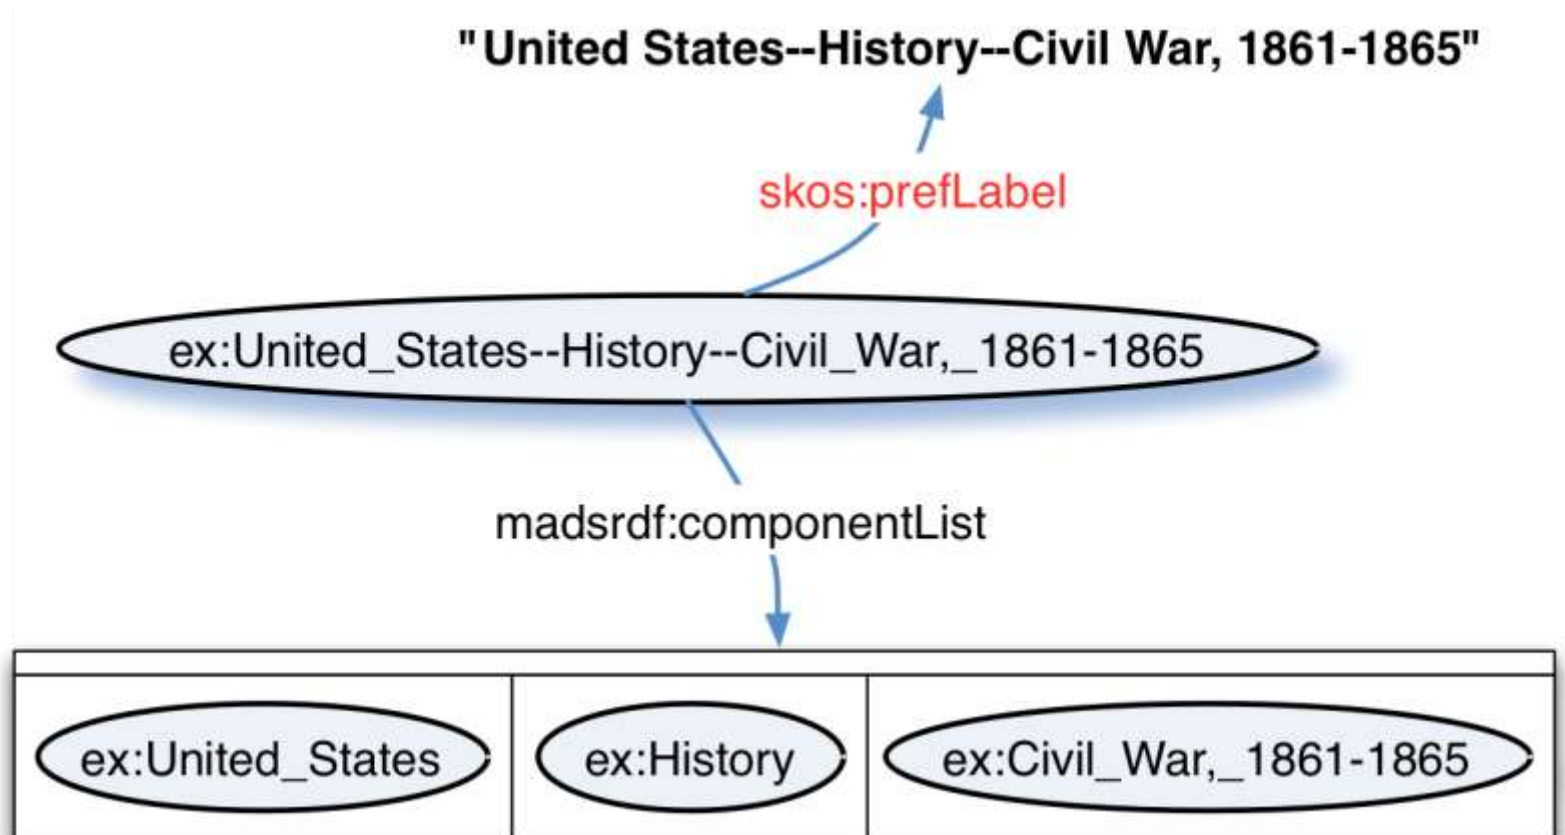 "United States--History--Civil War, 1861-1865"
skos:prefLabel
ex:United_States--History--Civil_War,_1861-1865
madsrdf:componentList
ex:United_States ex:History ex:Civil_War,_1861-1865